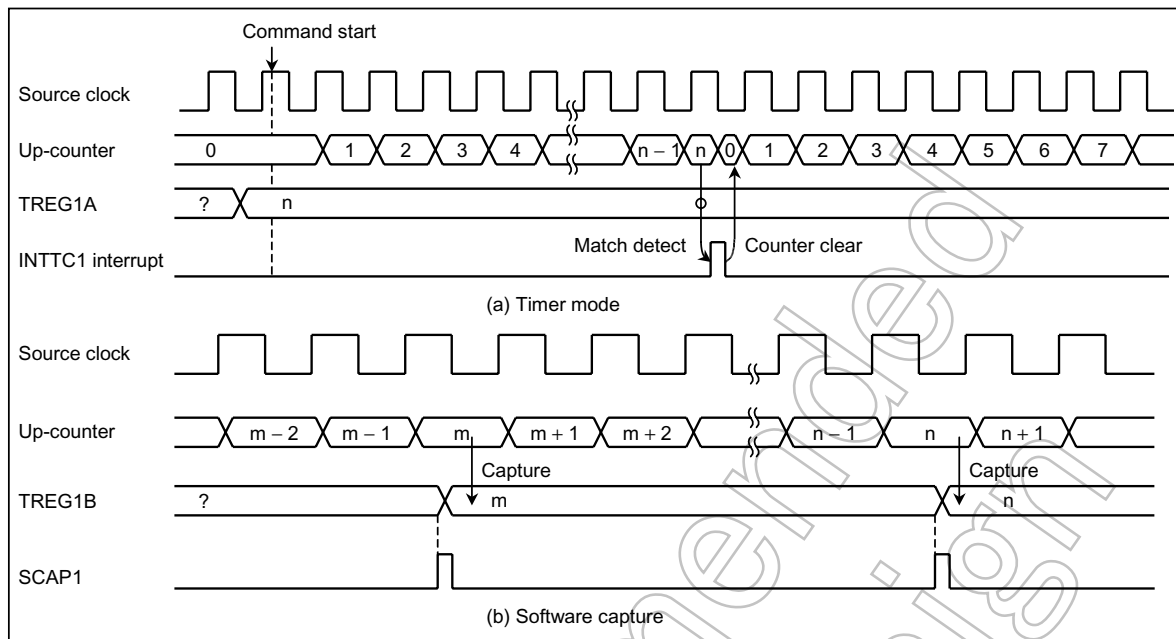 Command start
Source clock
Up-counter 0 1 2 3 4 n – 1 n 0 1 2 3 4 5 6 7
TREG1A ? n
Match detect Counter clear
INTTC1 interrupt
(a) Timer mode
Source clock
Up-counter m – 2 m – 1 m m + 1 m + 2 n – 1 n n + 1
Capture Capture
TREG1B ? m n
SCAP1
(b) Software capture